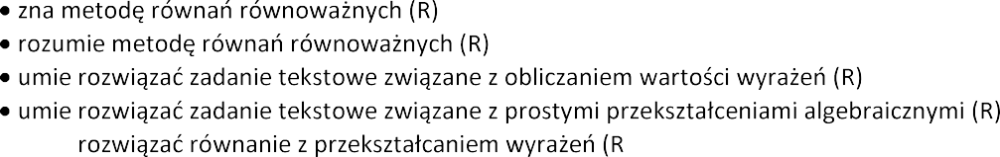 • zna metodę równań równoważnych (R)
• rozumie metodę równań równoważnych (R)
• umie rozwiązać zadanie tekstowe związane z obliczaniem wartości wyrażeń (R)
• umie rozwiązać zadanie tekstowe związane z prostymi przekształceniami algebraicznymi (R)
rozwiązać równanie z przekształcaniem wyrażeń (R